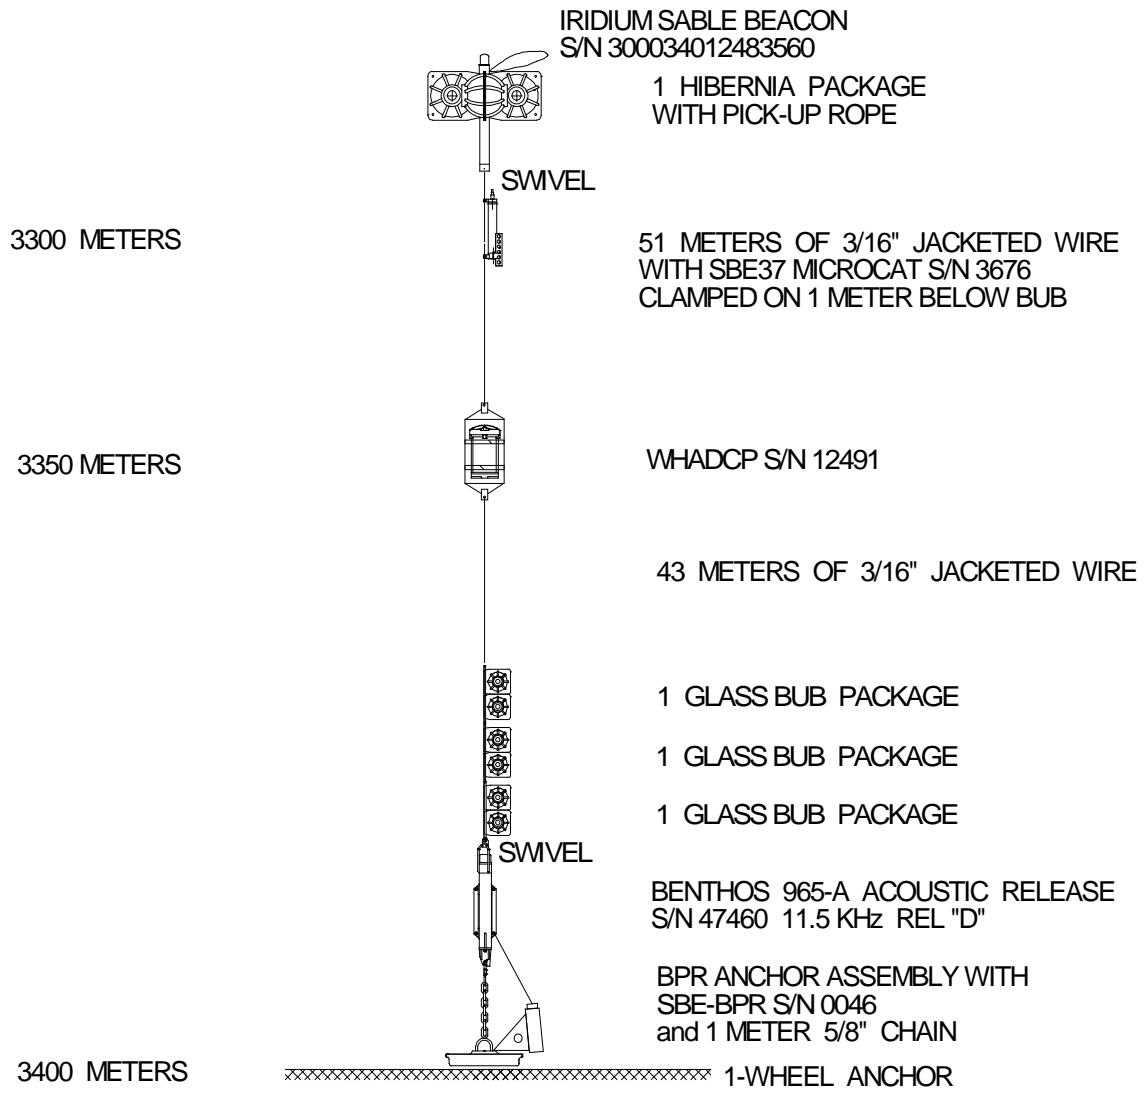 IRIDIUM SABLE BEACON
S/N 300034012483560
1 HIBERNIA PACKAGE
WITH PICK-UP ROPE
SWIVEL
3300 METERS
51 METERS OF 3/16" JACKETED WIRE
WITH SBE37 MICROCAT S/N 3676
CLAMPED ON 1 METER BELOW BUB
3350 METERS
WHADCP S/N 12491
43 METERS OF 3/16" JACKETED WIRE
1 GLASS BUB PACKAGE
1 GLASS BUB PACKAGE
1 GLASS BUB PACKAGE
SWIVEL
BENTHOS 965-A ACOUSTIC RELEASE
S/N 47460 11.5 KHz REL "D"
BPR ANCHOR ASSEMBLY WITH
SBE-BPR S/N 0046
and 1 METER 5/8" CHAIN
3400 METERS
1-WHEEL ANCHOR